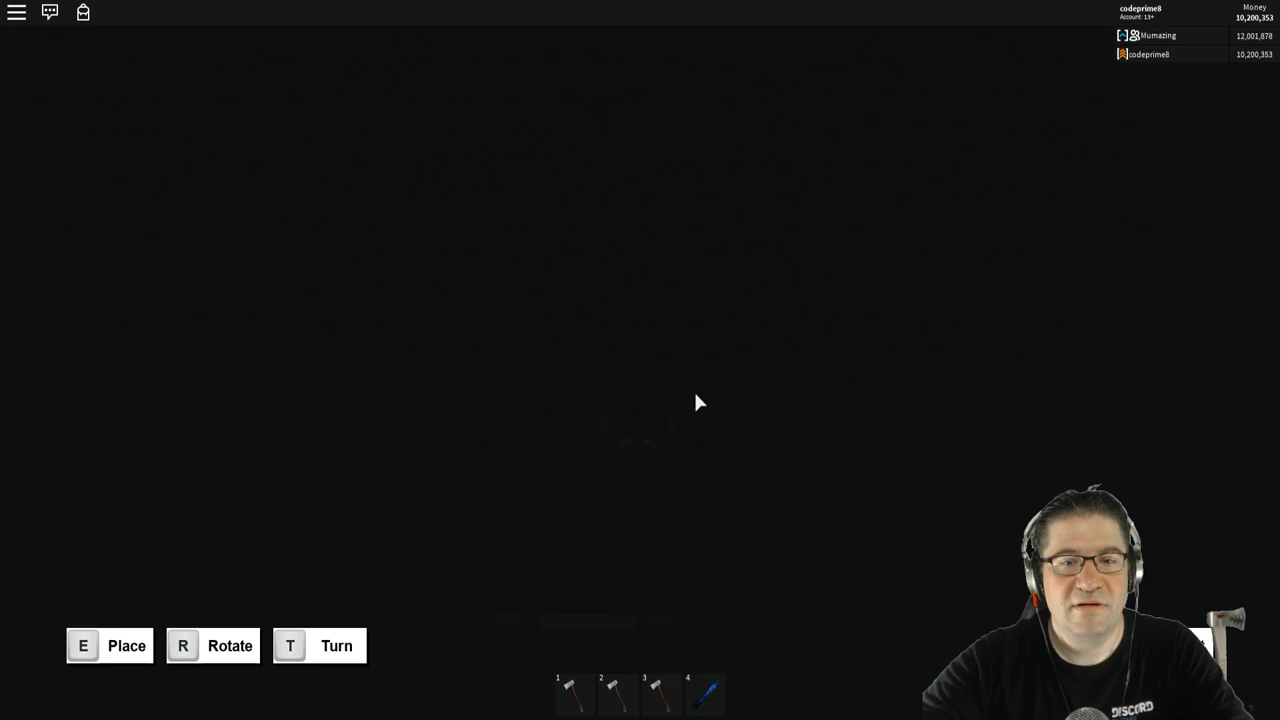 codeprime8
Account: 13+
Money
10,200,353
Mumazing
12,001,878
codeprime8
10,200,353
E Place
R Rotate
T Turn
1 2 3 4
DISCORD